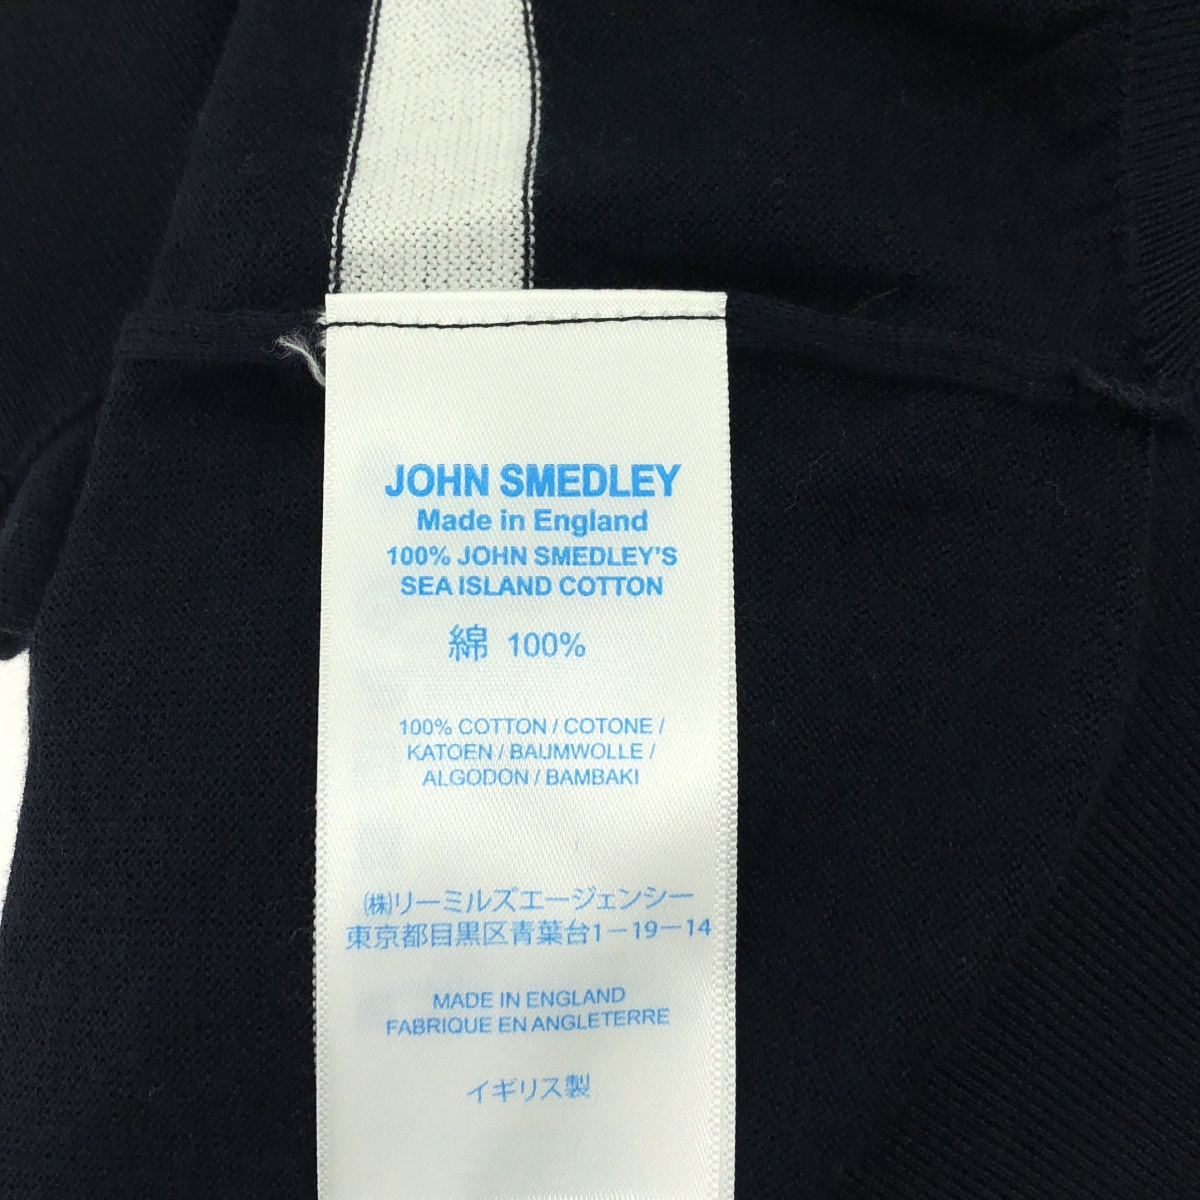 JOHN SMEDLEY
Made in England
100% JOHN SMEDLEY'S
SEA ISLAND COTTON
綿 100%
100% COTTON / COTONE /
KATOEN / BAUMWOLLE /
ALGODON / BAMBAKI
㈱リーミルズエージェンシー
東京都目黒区青葉台1－19－14
MADE IN ENGLAND
FABRIQUE EN ANGLETERRE
イギリス製